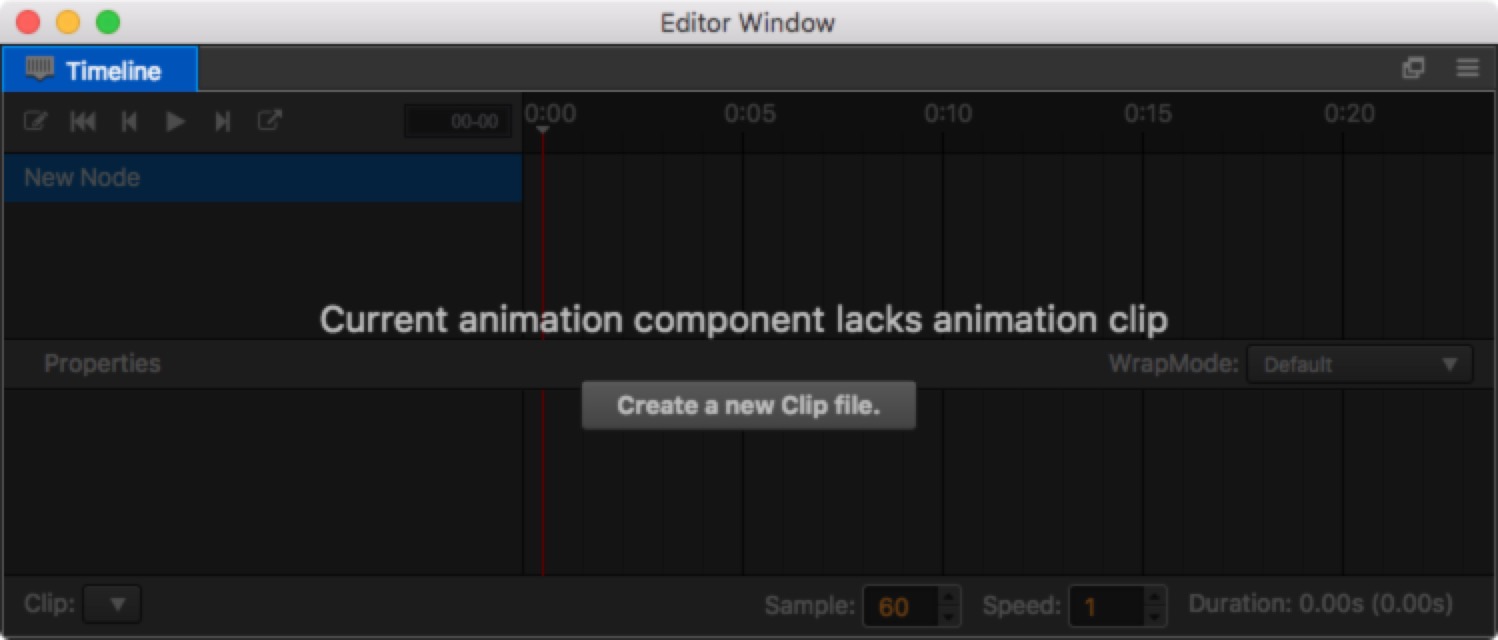 Editor Window
Timeline
00-00 0:00 0:05 0:10 0:15 0:20
New Node
Current animation component lacks animation clip
Properties WrapMode: Default
Create a new Clip file.
Clip: Sample: 60 Speed: 1 Duration: 0.00s (0.00s)